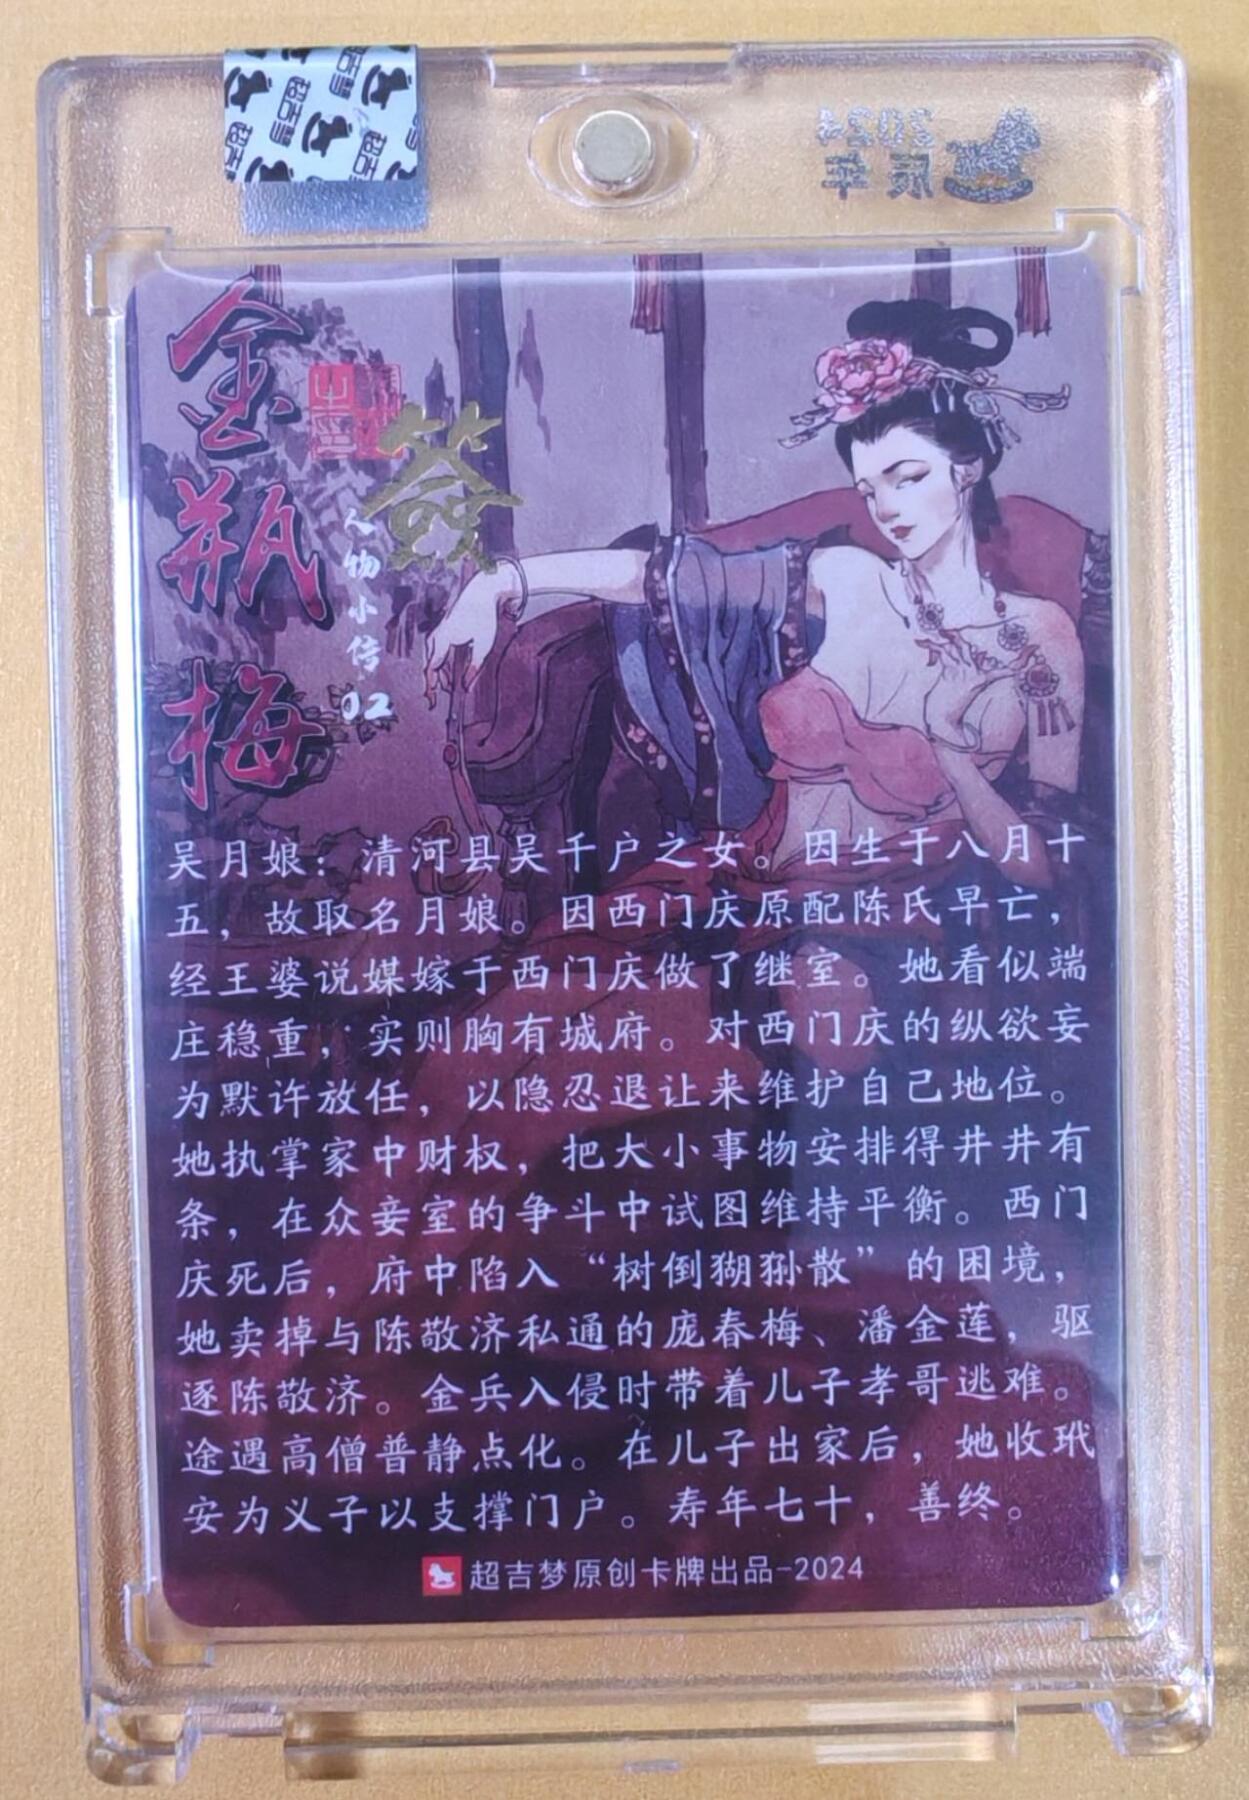 超吉梦
2024
金瓶梅
签
人物小传02
吴月娘：清河县吴千户之女。因生于八月十
五，故取名月娘。因西门庆原配陈氏早亡，
经王婆说媒嫁于西门庆做了继室。她看似端
庄稳重，实则胸有城府。对西门庆的纵欲妄
为默许放任，以隐忍退让来维护自己地位。
她执掌家中财权，把大小事物安排得井井有
条，在众妾室的争斗中试图维持平衡。西门
庆死后，府中陷入“树倒猢狲散”的困境，
她卖掉与陈敬济私通的庞春梅、潘金莲，驱
逐陈敬济。金兵入侵时带着儿子孝哥逃难。
途遇高僧普静点化。在儿子出家后，她收玳
安为义子以支撑门户。寿年七十，善终。
超吉梦原创卡牌出品-2024